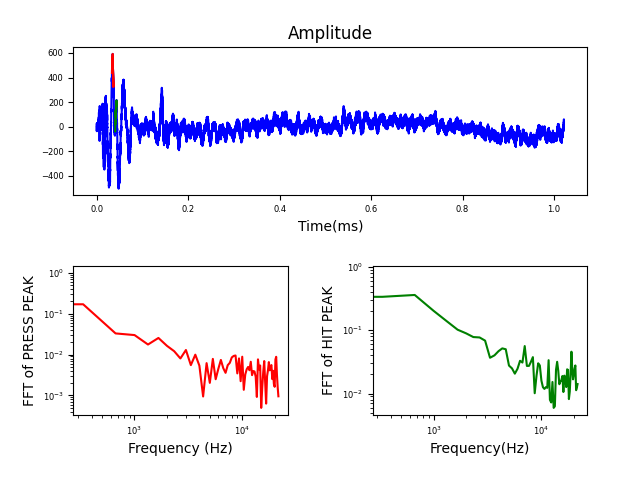 Amplitude
600
400
200
0
−200
−400
0.0 0.2 0.4 0.6 0.8 1.0
Time(ms)
FFT of PRESS PEAK
10⁰
10⁻¹
10⁻²
10⁻³
10³ 10⁴
Frequency (Hz)
FFT of HIT PEAK
10⁰
10⁻¹
10⁻²
10³ 10⁴
Frequency(Hz)